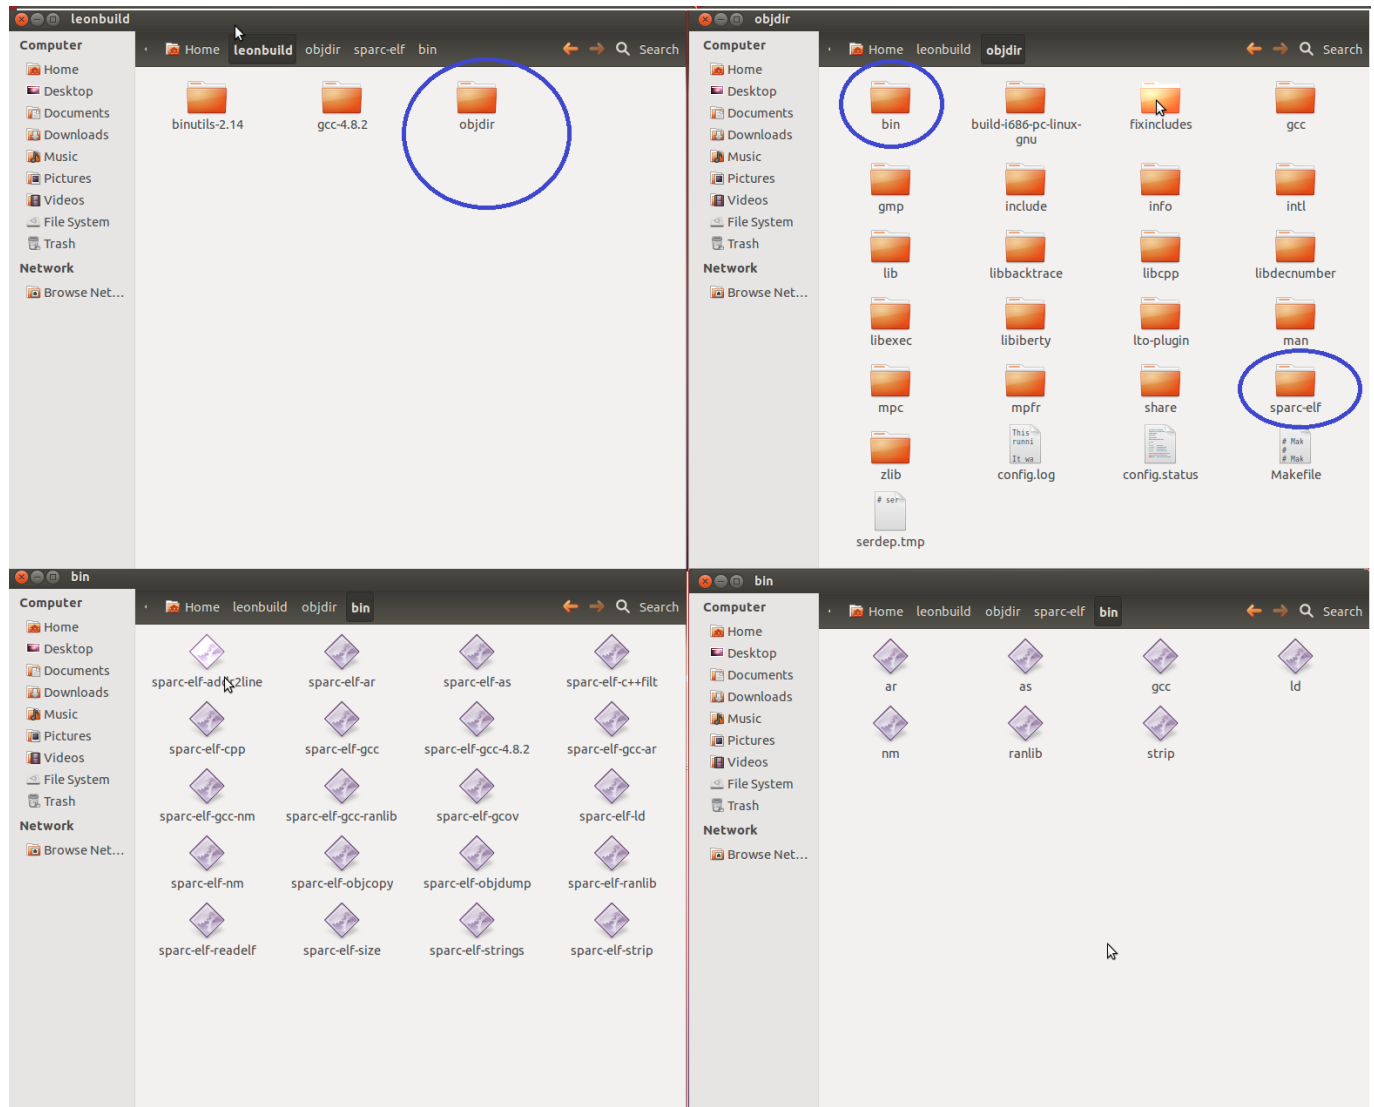 leonbuild
Computer
Home
Desktop
Documents
Downloads
Music
Pictures
Videos
File System
Trash
Network
Browse Net...
Home leonbuild objdir sparc-elf bin
Search
binutils-2.14 gcc-4.8.2 objdir
objdir
Computer
Home
Desktop
Documents
Downloads
Music
Pictures
Videos
File System
Trash
Network
Browse Net...
Home leonbuild objdir
Search
bin build-i686-pc-linux- fixincludes gcc
gnu
gmp include info intl
lib libbacktrace libcpp libdecnumber
libexec libiberty lto-plugin man
mpc mpfr share sparc-elf
This
runni
It wa
# Mak
#
# Mak
zlib config.log config.status Makefile
# ser
serdep.tmp
bin
Computer
Home
Desktop
Documents
Downloads
Music
Pictures
Videos
File System
Trash
Network
Browse Net...
Home leonbuild objdir bin
Search
sparc-elf-addr2line sparc-elf-ar sparc-elf-as sparc-elf-c++filt
sparc-elf-cpp sparc-elf-gcc sparc-elf-gcc-4.8.2 sparc-elf-gcc-ar
sparc-elf-gcc-nm sparc-elf-gcc-ranlib sparc-elf-gcov sparc-elf-ld
sparc-elf-nm sparc-elf-objcopy sparc-elf-objdump sparc-elf-ranlib
sparc-elf-readelf sparc-elf-size sparc-elf-strings sparc-elf-strip
bin
Computer
Home
Desktop
Documents
Downloads
Music
Pictures
Videos
File System
Trash
Network
Browse Net...
Home leonbuild objdir sparc-elf bin
Search
ar as gcc ld
nm ranlib strip